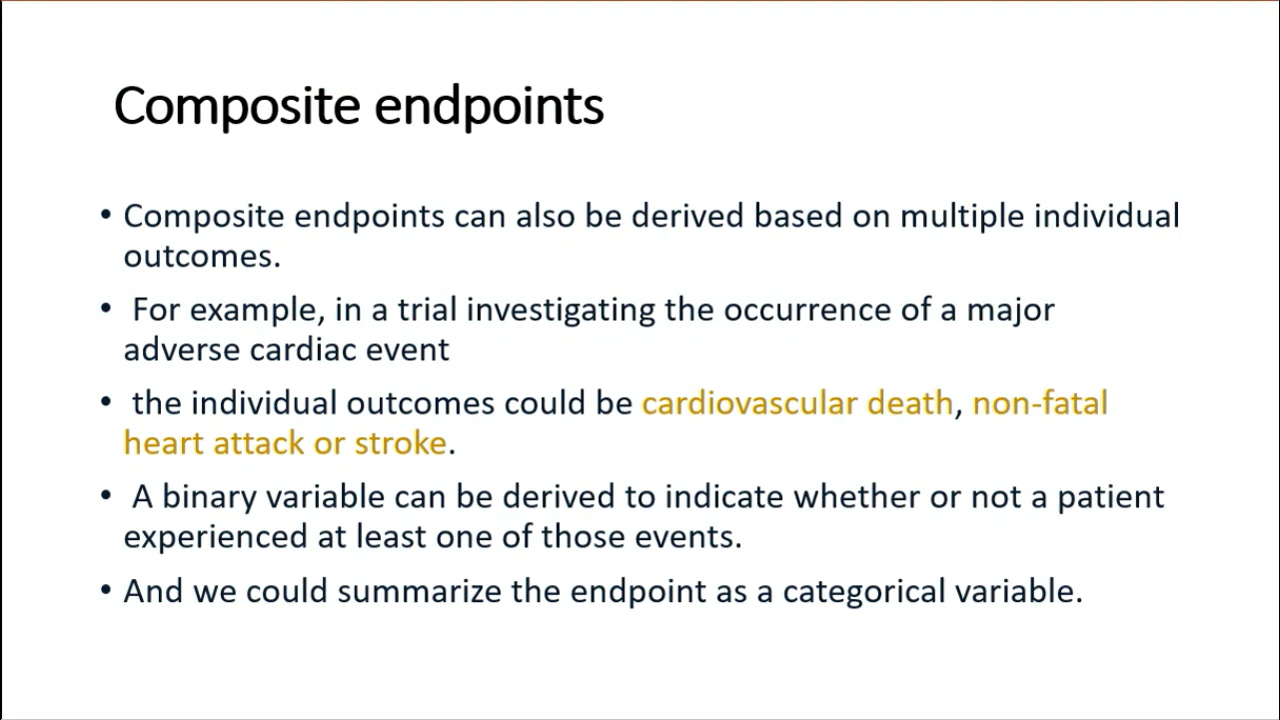 Composite endpoints
• Composite endpoints can also be derived based on multiple individual
outcomes.
• For example, in a trial investigating the occurrence of a major
adverse cardiac event
• the individual outcomes could be cardiovascular death, non-fatal
heart attack or stroke.
• A binary variable can be derived to indicate whether or not a patient
experienced at least one of those events.
• And we could summarize the endpoint as a categorical variable.